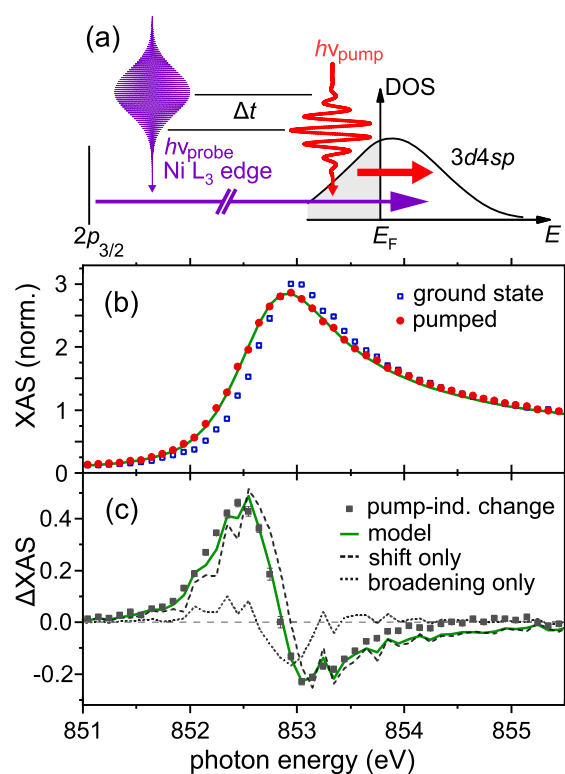 (a)
hνpump
DOS
Δt
hνprobe
Ni L3 edge
3d4sp
2p3/2
EF
E
(b)
ground state
pumped
XAS (norm.)
3
2
1
0
(c)
pump-ind. change
model
shift only
broadening only
ΔXAS
0.4
0.0
-0.2
851
852
853
854
855
photon energy (eV)